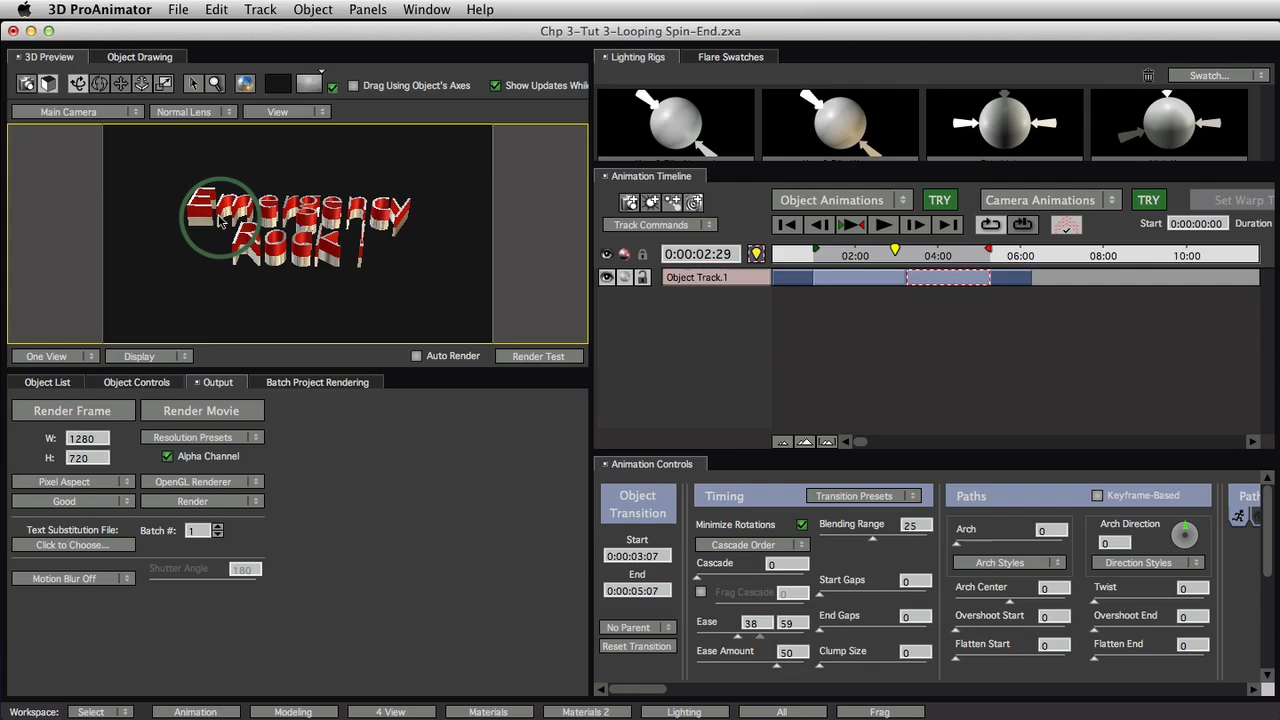 3D ProAnimator File Edit Track Object Panels Window Help
Chp 3-Tut 3-Looping Spin-End.zxa
3D Preview Object Drawing
Drag Using Object's Axes Show Updates Whil
Main Camera Normal Lens View
Emergency
Rock!
One View Display Auto Render Render Test
Object List Object Controls Output Batch Project Rendering
Render Frame Render Movie
W: 1280 Resolution Presets
H: 720 Alpha Channel
Pixel Aspect OpenGL Renderer
Good Render
Text Substitution File: Batch #: 1
Click to Choose...
Motion Blur Off Shutter Angle 180
Lighting Rigs Flare Swatches
Swatch...
Animation Timeline
Object Animations TRY Camera Animations TRY Set Warp T
Track Commands Start 0:00:00:00 Duration
0:00:02:29 02:00 04:00 06:00 08:00 10:00
Object Track.1
Animation Controls
Object Transition
Start
0:00:03:07
End
0:00:05:07
No Parent
Reset Transition
Timing Transition Presets
Minimize Rotations Blending Range 25
Cascade Order
Cascade 0 Start Gaps 0
Frag Cascade 0
Ease 38 59 End Gaps 0
Ease Amount 50 Clump Size 0
Paths Keyframe-Based
Arch 0 Arch Direction
0
Arch Styles Direction Styles
Arch Center 0 Twist 0
Overshoot Start 0 Overshoot End 0
Flatten Start 0 Flatten End 0
Path
Workspace: Select Animation Modeling 4 View Materials Materials 2 Lighting All Frag